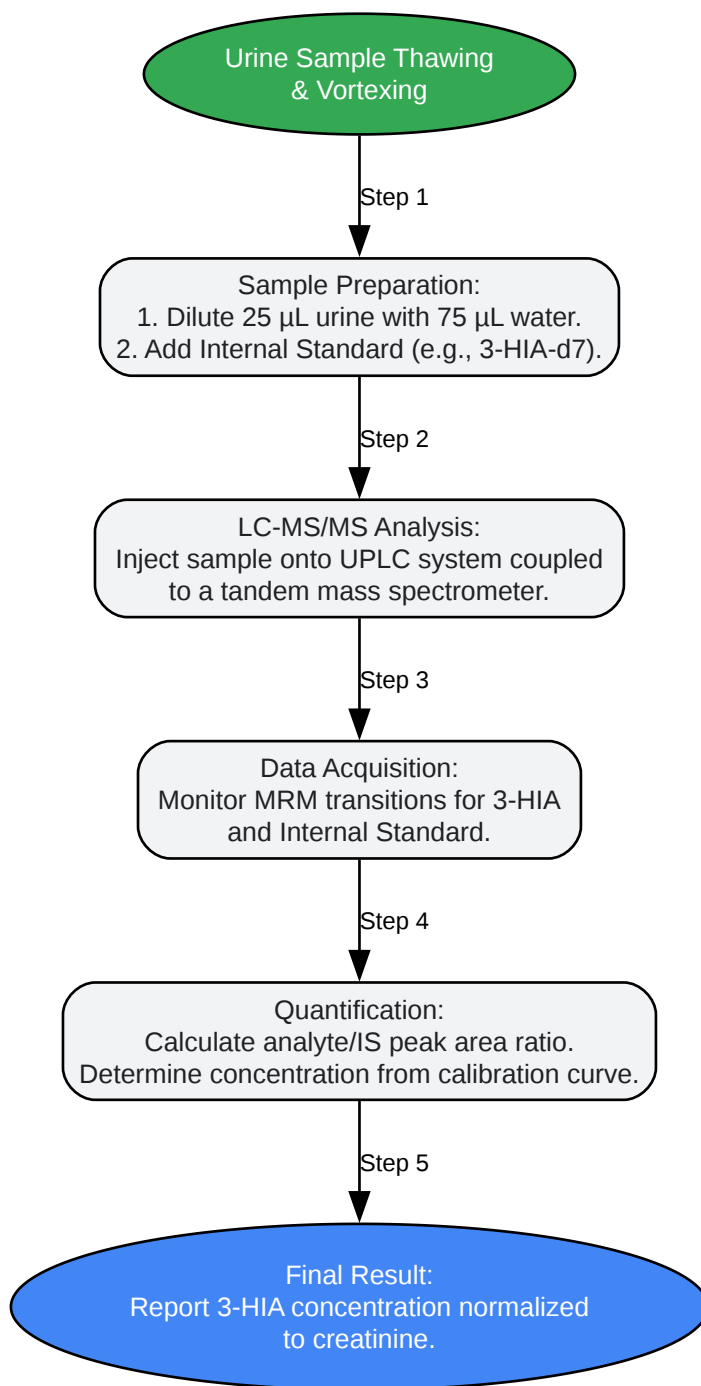 Urine Sample Thawing
& Vortexing
Step 1
Sample Preparation:
1. Dilute 25 µL urine with 75 µL water.
2. Add Internal Standard (e.g., 3-HIA-d7).
Step 2
LC-MS/MS Analysis:
Inject sample onto UPLC system coupled
to a tandem mass spectrometer.
Step 3
Data Acquisition:
Monitor MRM transitions for 3-HIA
and Internal Standard.
Step 4
Quantification:
Calculate analyte/IS peak area ratio.
Determine concentration from calibration curve.
Step 5
Final Result:
Report 3-HIA concentration normalized
to creatinine.